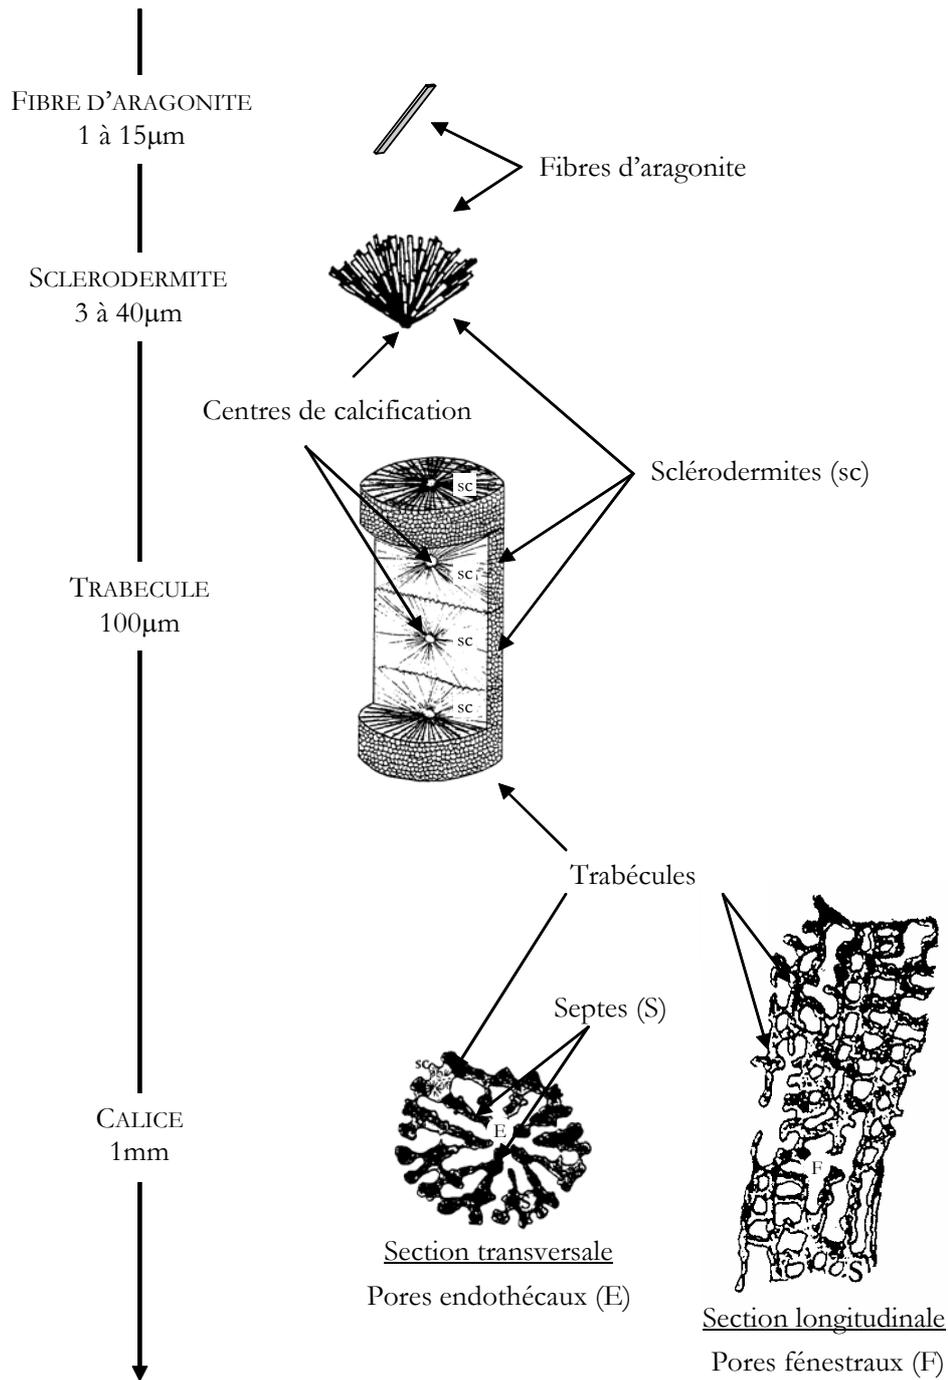 FIBRE D'ARAGONITE
1 à 15µm
Fibres d'aragonite
SCLERODERMITE
3 à 40µm
Centres de calcification
Sclérodermites (sc)
sc
sc
sc
sc
TRABECULE
100µm
Trabécules
Septes (S)
sc
E
S
F
S
CALICE
1mm
Section transversale
Pores endothécaux (E)
Section longitudinale
Pores fénestraux (F)